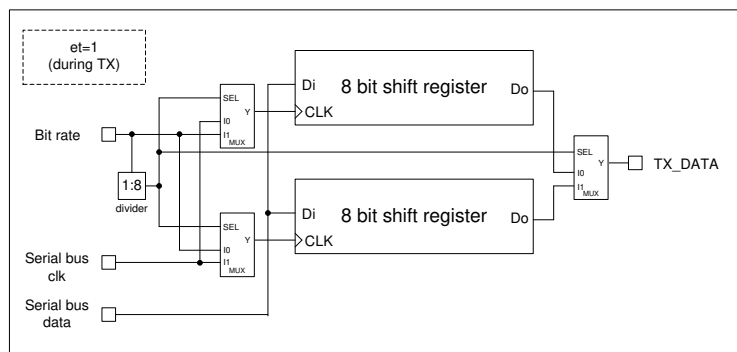 et=1
(during TX)
Di
8 bit shift register
Do
CLK
SEL
I0
I1
MUX
Y
Bit rate
1:8
divider
SEL
I0
I1
MUX
Y
TX_DATA
Di
8 bit shift register
Do
CLK
SEL
I0
I1
MUX
Y
Serial bus
clk
Serial bus
data